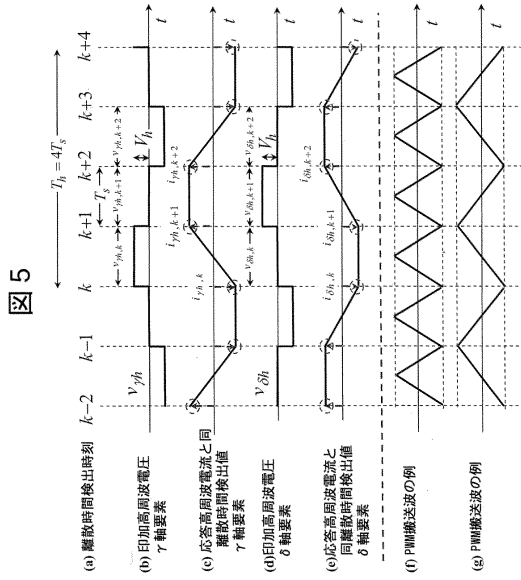 図5
T_h = 4T_s
T_s
(a) 離散時間検出時刻
k−2
k−1
k
k+1
k+2
k+3
k+4
(b) 印加高周波電圧
γ軸要素
v_γh
v_γh,k
v_γh,k+1
v_γh,k+2
V_h
t
(c) 応答高周波電流と同
離散時間検出値
γ軸要素
i_γh,k
i_γh,k+1
i_γh,k+2
t
(d) 印加高周波電圧
δ軸要素
v_δh
v_δh,k
v_δh,k+1
v_δh,k+2
V_h
t
(e) 応答高周波電流と
同離散時間検出値
δ軸要素
i_δh,k
i_δh,k+1
i_δh,k+2
t
(f) PWM搬送波の例
t
(g) PWM搬送波の例
t